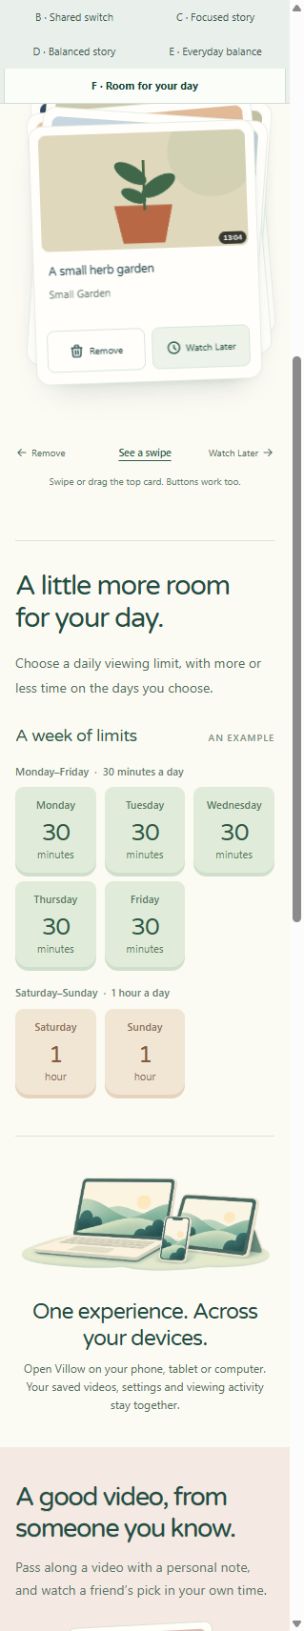 B · Shared switch
C · Focused story
D · Balanced story
E · Everyday balance
F · Room for your day
13:04
A small herb garden
Small Garden
Remove
Watch Later
← Remove
See a swipe
Watch Later →
Swipe or drag the top card. Buttons work too.
A little more room
for your day.
Choose a daily viewing limit, with more or
less time on the days you choose.
A week of limits
AN EXAMPLE
Monday–Friday · 30 minutes a day
Monday
30
minutes
Tuesday
30
minutes
Wednesday
30
minutes
Thursday
30
minutes
Friday
30
minutes
Saturday–Sunday · 1 hour a day
Saturday
1
hour
Sunday
1
hour
One experience. Across
your devices.
Open Villow on your phone, tablet or computer.
Your saved videos, settings and viewing activity
stay together.
A good video, from
someone you know.
Pass along a video with a personal note,
and watch a friend's pick in your own time.